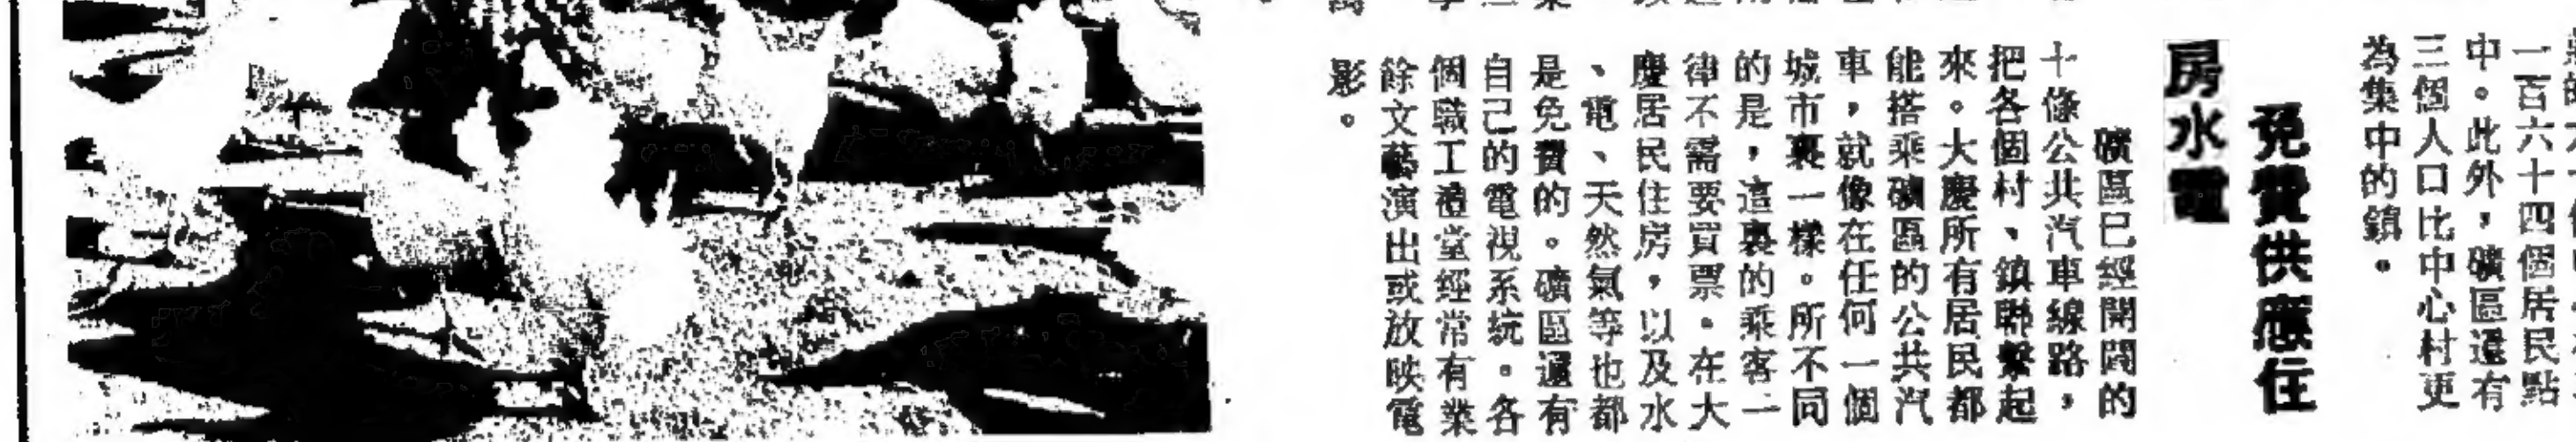 一百六十四個居民點
中。此外，礦區還有
三個人口比中心村更
為集中的鎮。
免費供應住
房水電
礦區已經開闢的
十條公共汽車線路，
把各個村、鎮聯繫起
來。大慶所有居民都
能搭乘礦區的公共汽
車，就像在任何一個
城市裏一樣。所不同
的是，這裏的乘客一
律不需要買票。在大
慶居民住房，以及水
、電、天然氣等也都
是免費的。礦區還有
自己的電視系統。各
個職工禮堂經常有業
餘文藝演出或放映電
影。